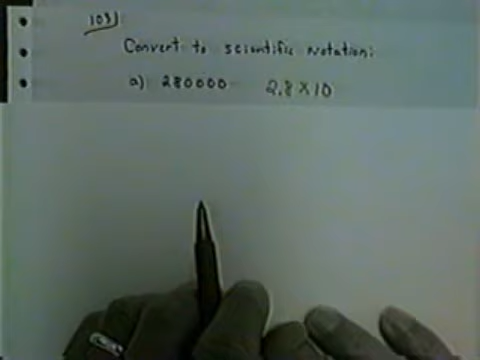 103)
Convert to scientific notation:
a) 280000 2.8 X 10